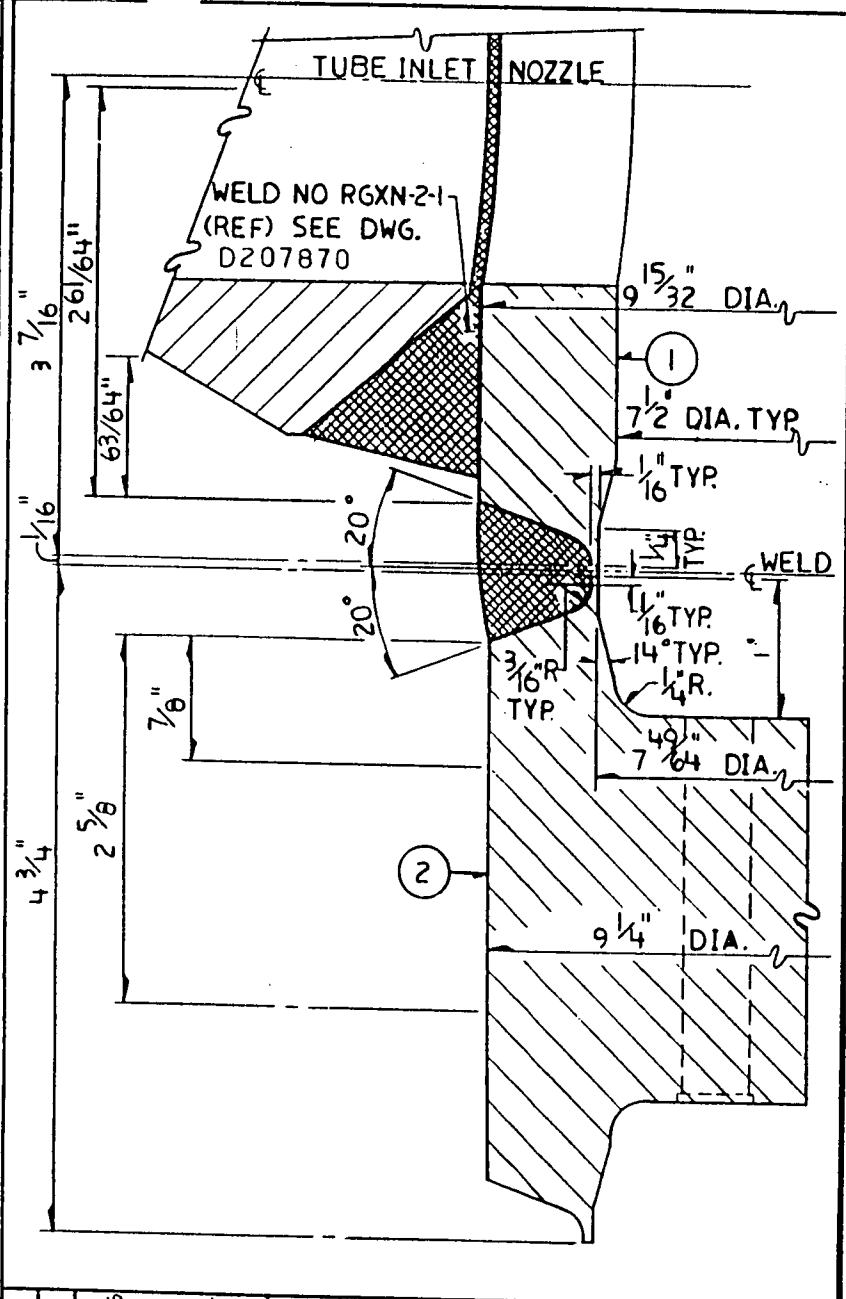 TUBE INLET NOZZLE
℄
WELD NO RGXN-2-1
(REF) SEE DWG.
D207870
3 7/16"
2 61/64"
63/64"
1/16"
9 15/32" DIA.
1
7 1/2" DIA. TYP
1/16" TYP.
1/4" TYP.
20°
20°
℄ WELD
1/16" TYP.
14° TYP.
1"
3/16" R
TYP.
1/4" R.
7 49/64" DIA.
7/8"
2 5/8"
4 3/4"
2
9 1/4" DIA.